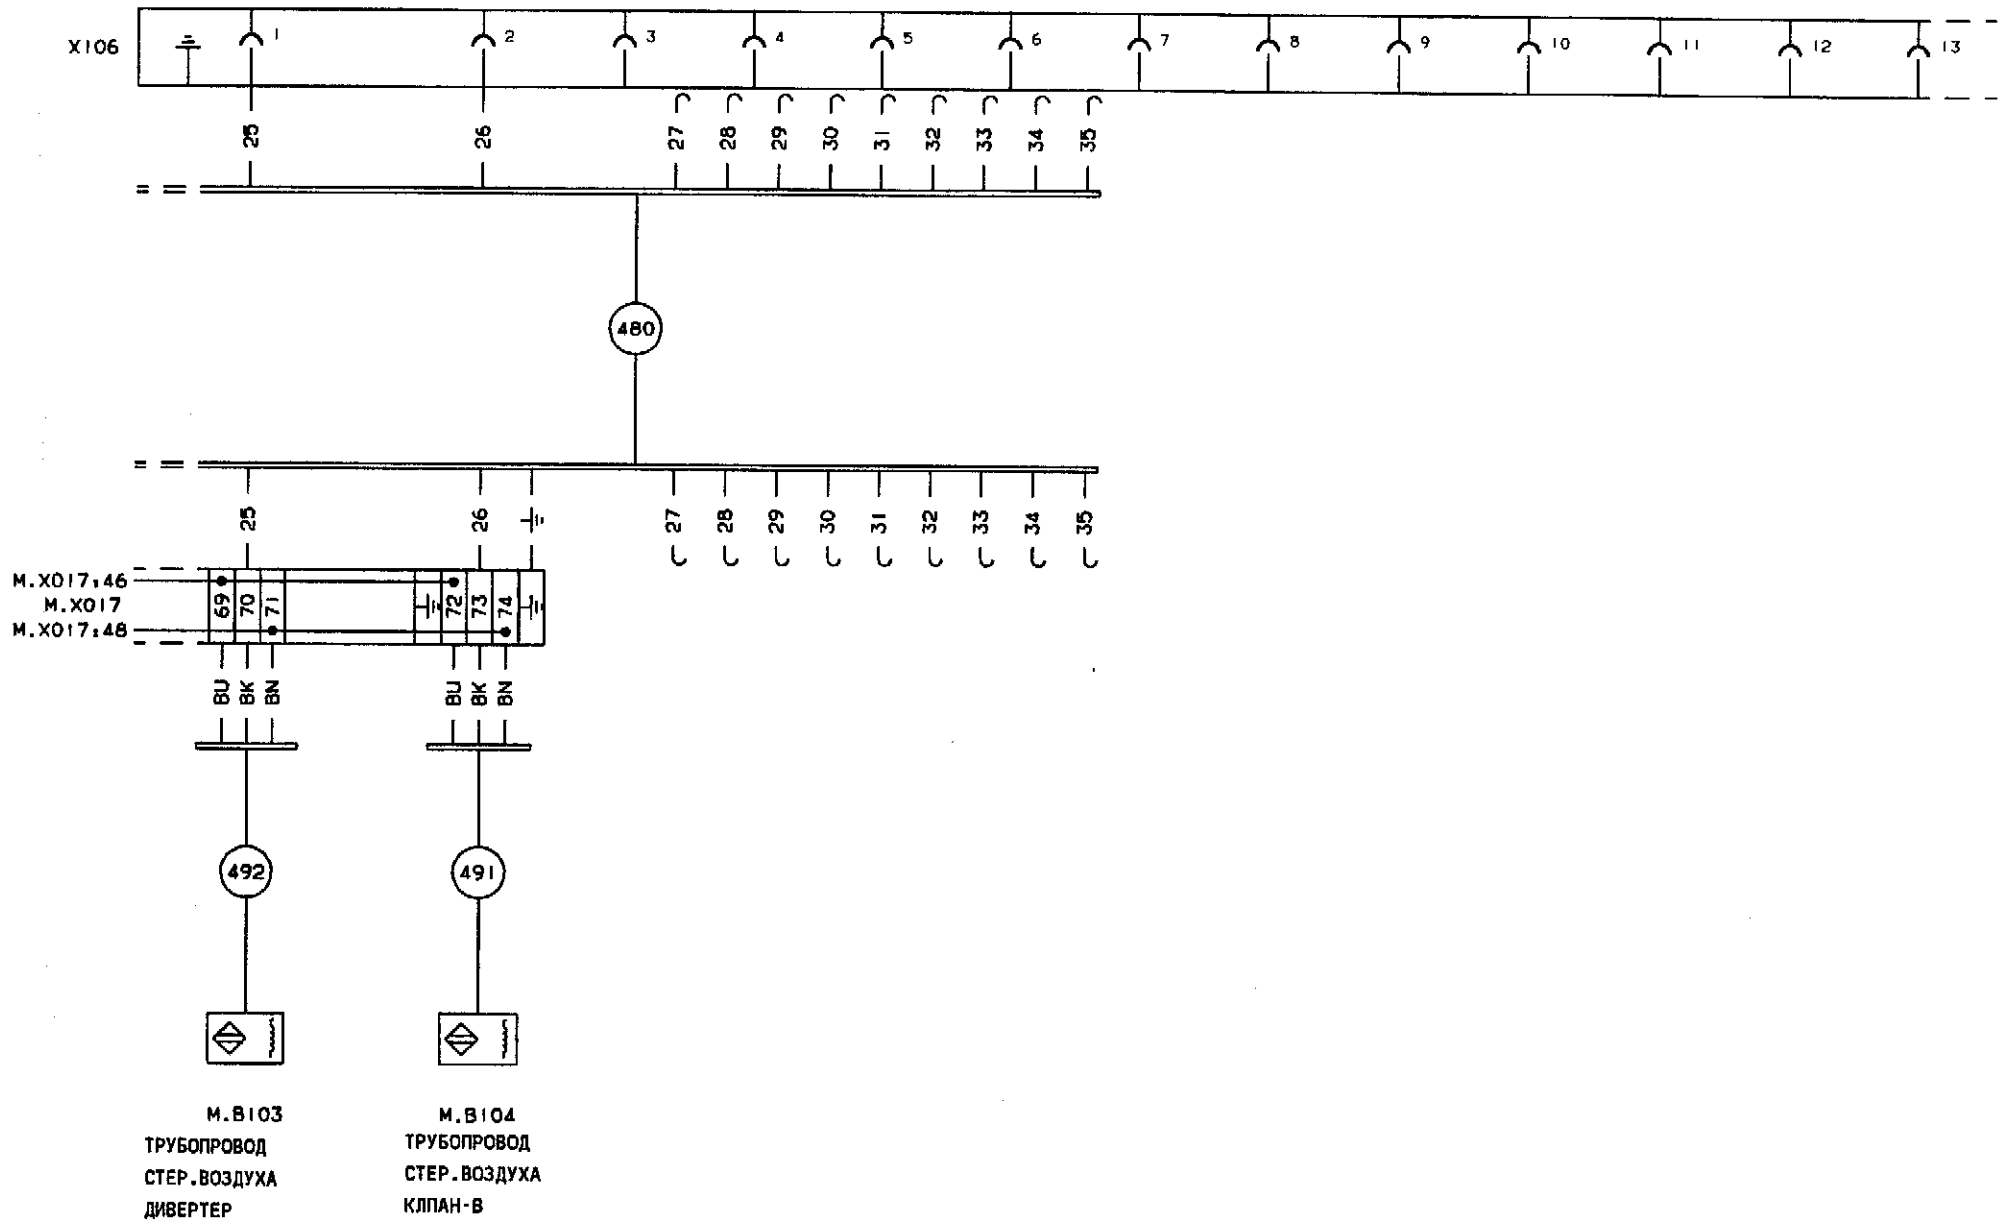 X106 1 2 3 4 5 6 7 8 9 10 11 12 13
25 26 27 28 29 30 31 32 33 34 35
480
25 26 27 28 29 30 31 32 33 34 35
M.X017:46
M.X017 69 70 71 72 73 74
M.X017:48
BU BK BN BU BK BN
492 491
M.B103
ТРУБОПРОВОД
СТЕР.ВОЗДУХА
ДИВЕРТЕР
M.B104
ТРУБОПРОВОД
СТЕР.ВОЗДУХА
КЛПАН-В